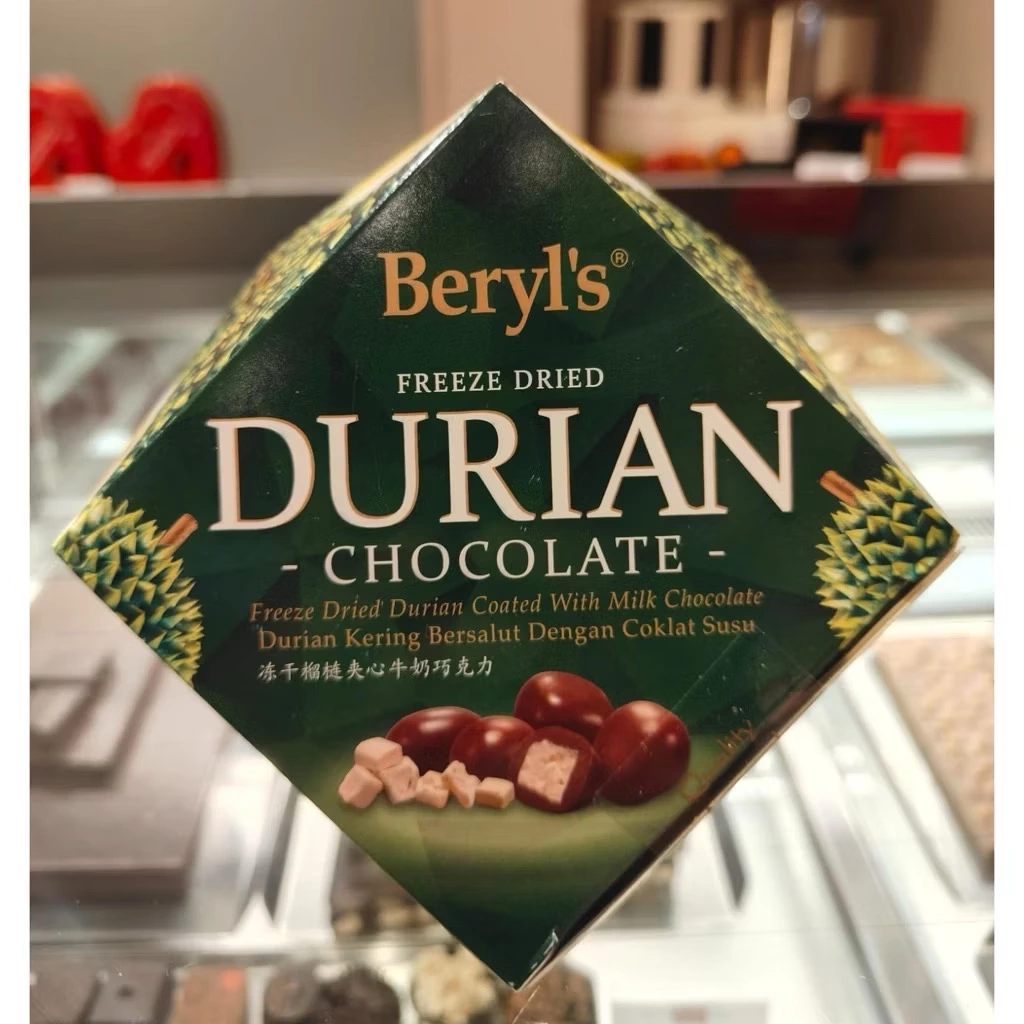 Beryl's®
FREEZE DRIED
DURIAN
- CHOCOLATE -
Freeze Dried Durian Coated With Milk Chocolate
Durian Kering Bersalut Dengan Coklat Susu
冻干榴梿夹心牛奶巧克力